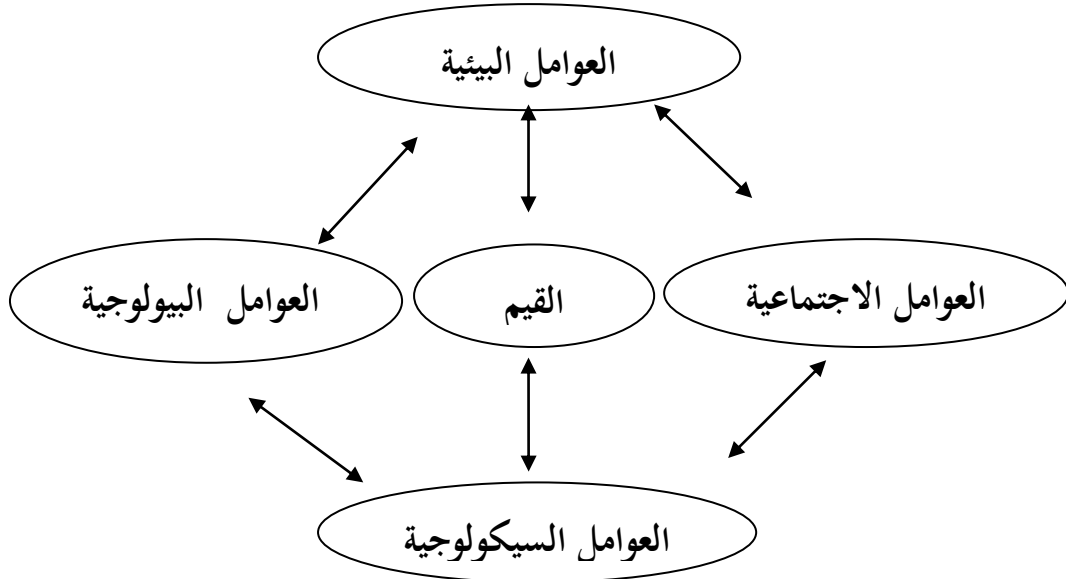 العوامل البيئية
العوامل الاجتماعية
القيم
العوامل البيولوجية
العوامل السيكولوجية